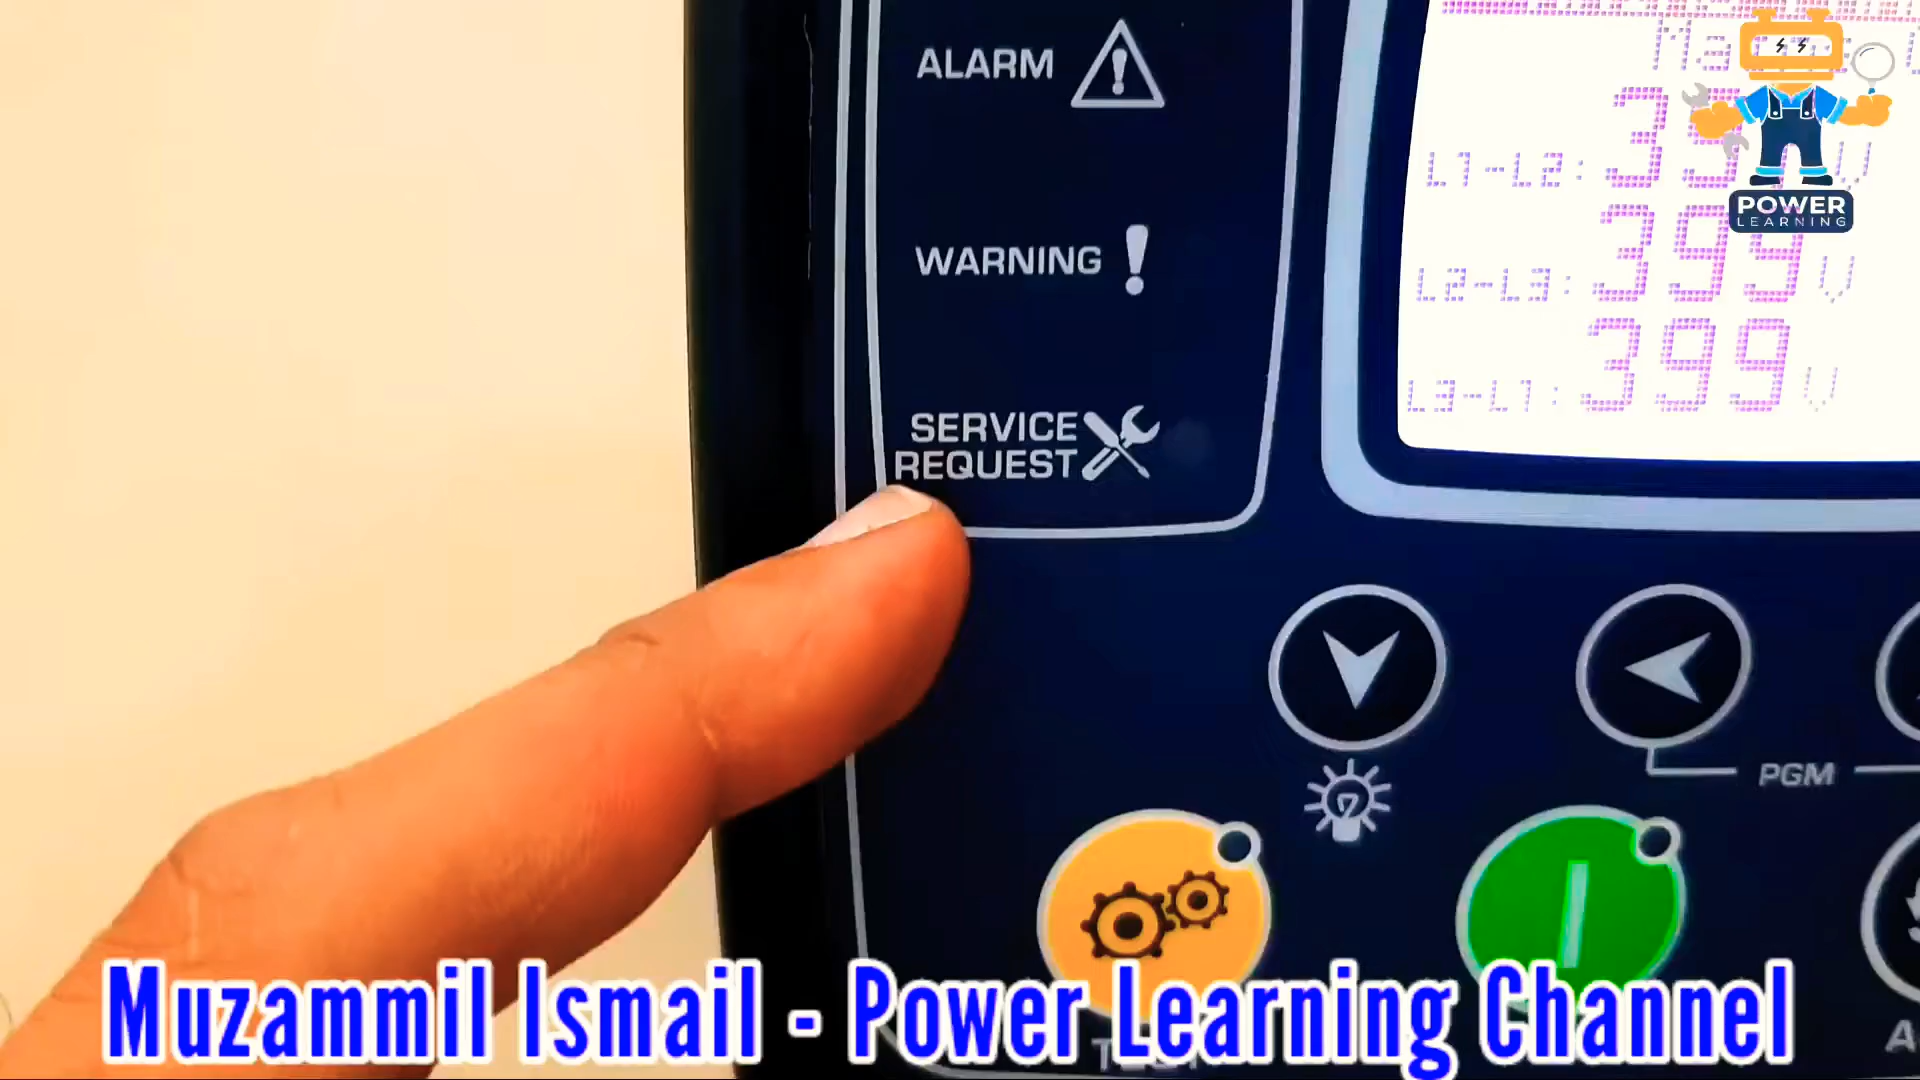 ALARM
WARNING
SERVICE
REQUEST
L1-L2:
V
L2-L3: 399 V
L3-L1: 399 V
POWER
LEARNING
PGM
Muzammil Ismail - Power Learning Channel